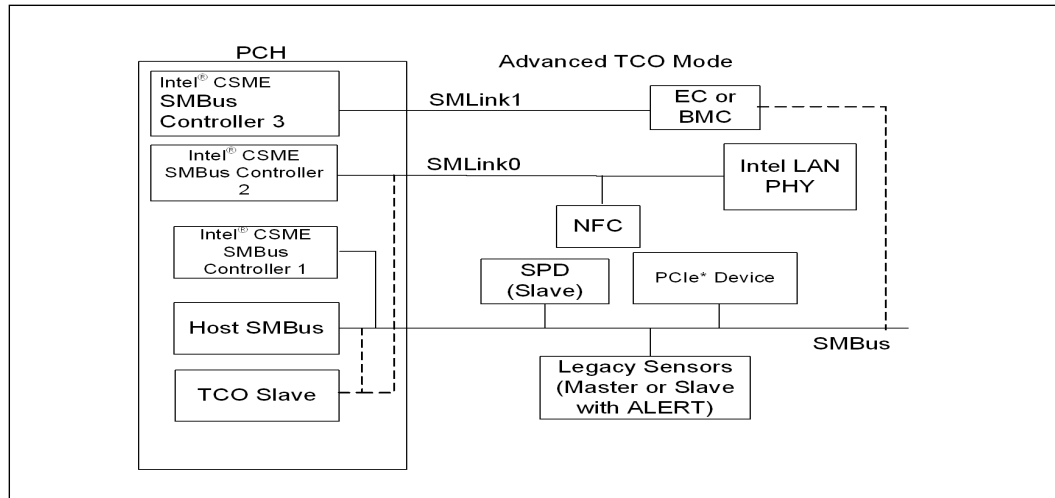 PCH
Advanced TCO Mode
Intel® CSME
SMBus
Controller 3
SMLink1
EC or
BMC
Intel® CSME
SMBus Controller
2
SMLink0
Intel LAN
PHY
NFC
Intel® CSME
SMBus
Controller 1
SPD
(Slave)
PCIe* Device
Host SMBus
SMBus
TCO Slave
Legacy Sensors
(Master or Slave
with ALERT)